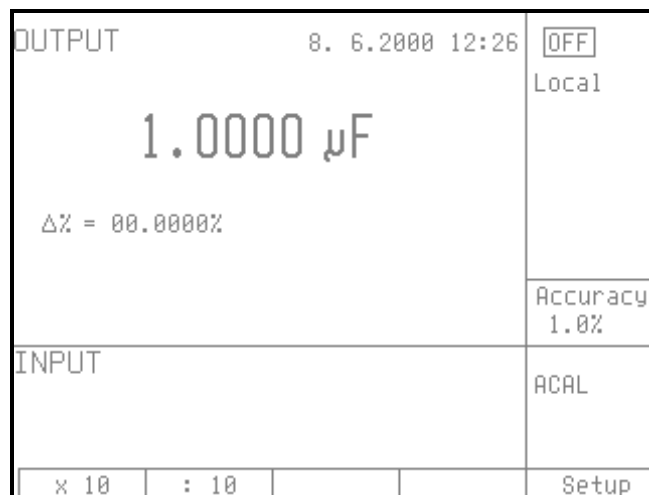 OUTPUT 8. 6.2000 12:26
OFF
Local
1.0000 µF
Δ% = 00.0000%
Accuracy
1.0%
INPUT
ACAL
x 10 : 10 Setup